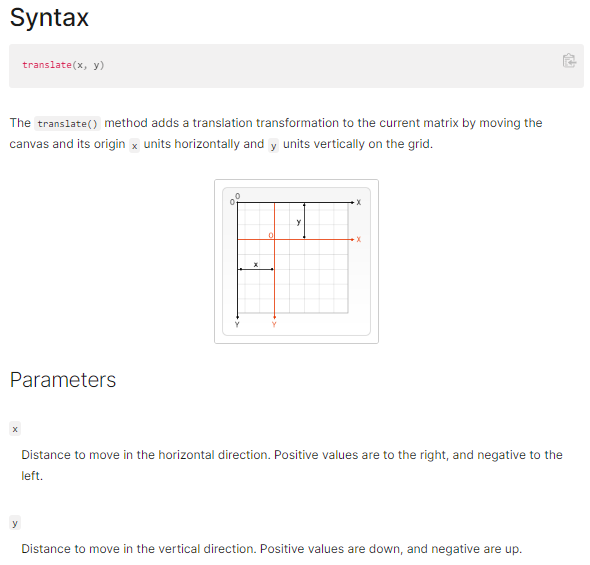 Syntax
translate(x, y)
The translate() method adds a translation transformation to the current matrix by moving the
canvas and its origin x units horizontally and y units vertically on the grid.
0
0
X
y
0
X
x
Y
Y
Parameters
x
Distance to move in the horizontal direction. Positive values are to the right, and negative to the
left.
y
Distance to move in the vertical direction. Positive values are down, and negative are up.